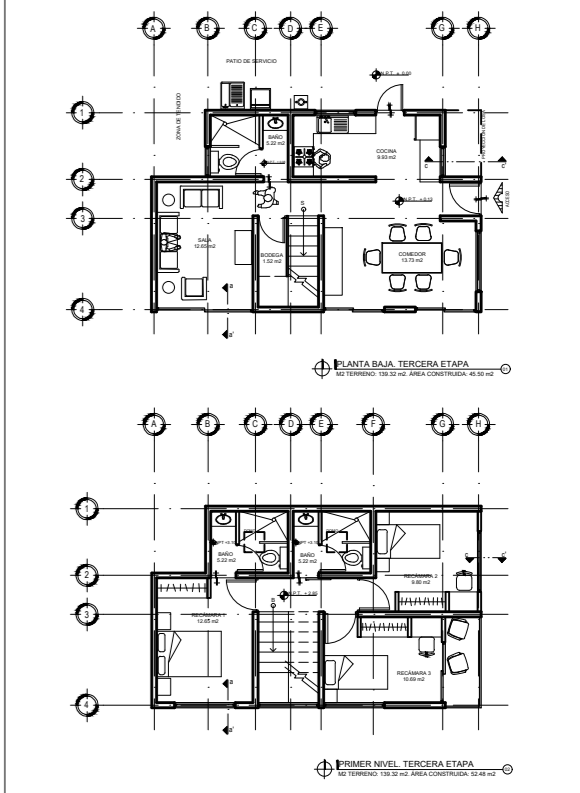 A B C D E G H
PATIO DE SERVICIO
ZONA DE TENDIDO
N.P.T. ± 0.00
1
BAÑO
5.22 m2
COCINA
9.93 m2
c c'
2
ACCESO
3
S
N.P.T. + 0.13
SALA
12.65 m2
BODEGA
1.52 m2
COMEDOR
13.73 m2
a
4
a'
PLANTA BAJA. TERCERA ETAPA
M2 TERRENO: 139.32 m2. ÁREA CONSTRUIDA: 45.50 m2
01
A B C D E F G H
1
BAÑO
5.22 m2
BAÑO
5.22 m2
c c'
2
RECÁMARA 2
9.80 m2
N.P.T. + 2.85
B
3
RECÁMARA 1
12.65 m2
RECÁMARA 3
10.69 m2
a
4
a'
PRIMER NIVEL. TERCERA ETAPA
M2 TERRENO: 139.32 m2. ÁREA CONSTRUIDA: 52.48 m2
02